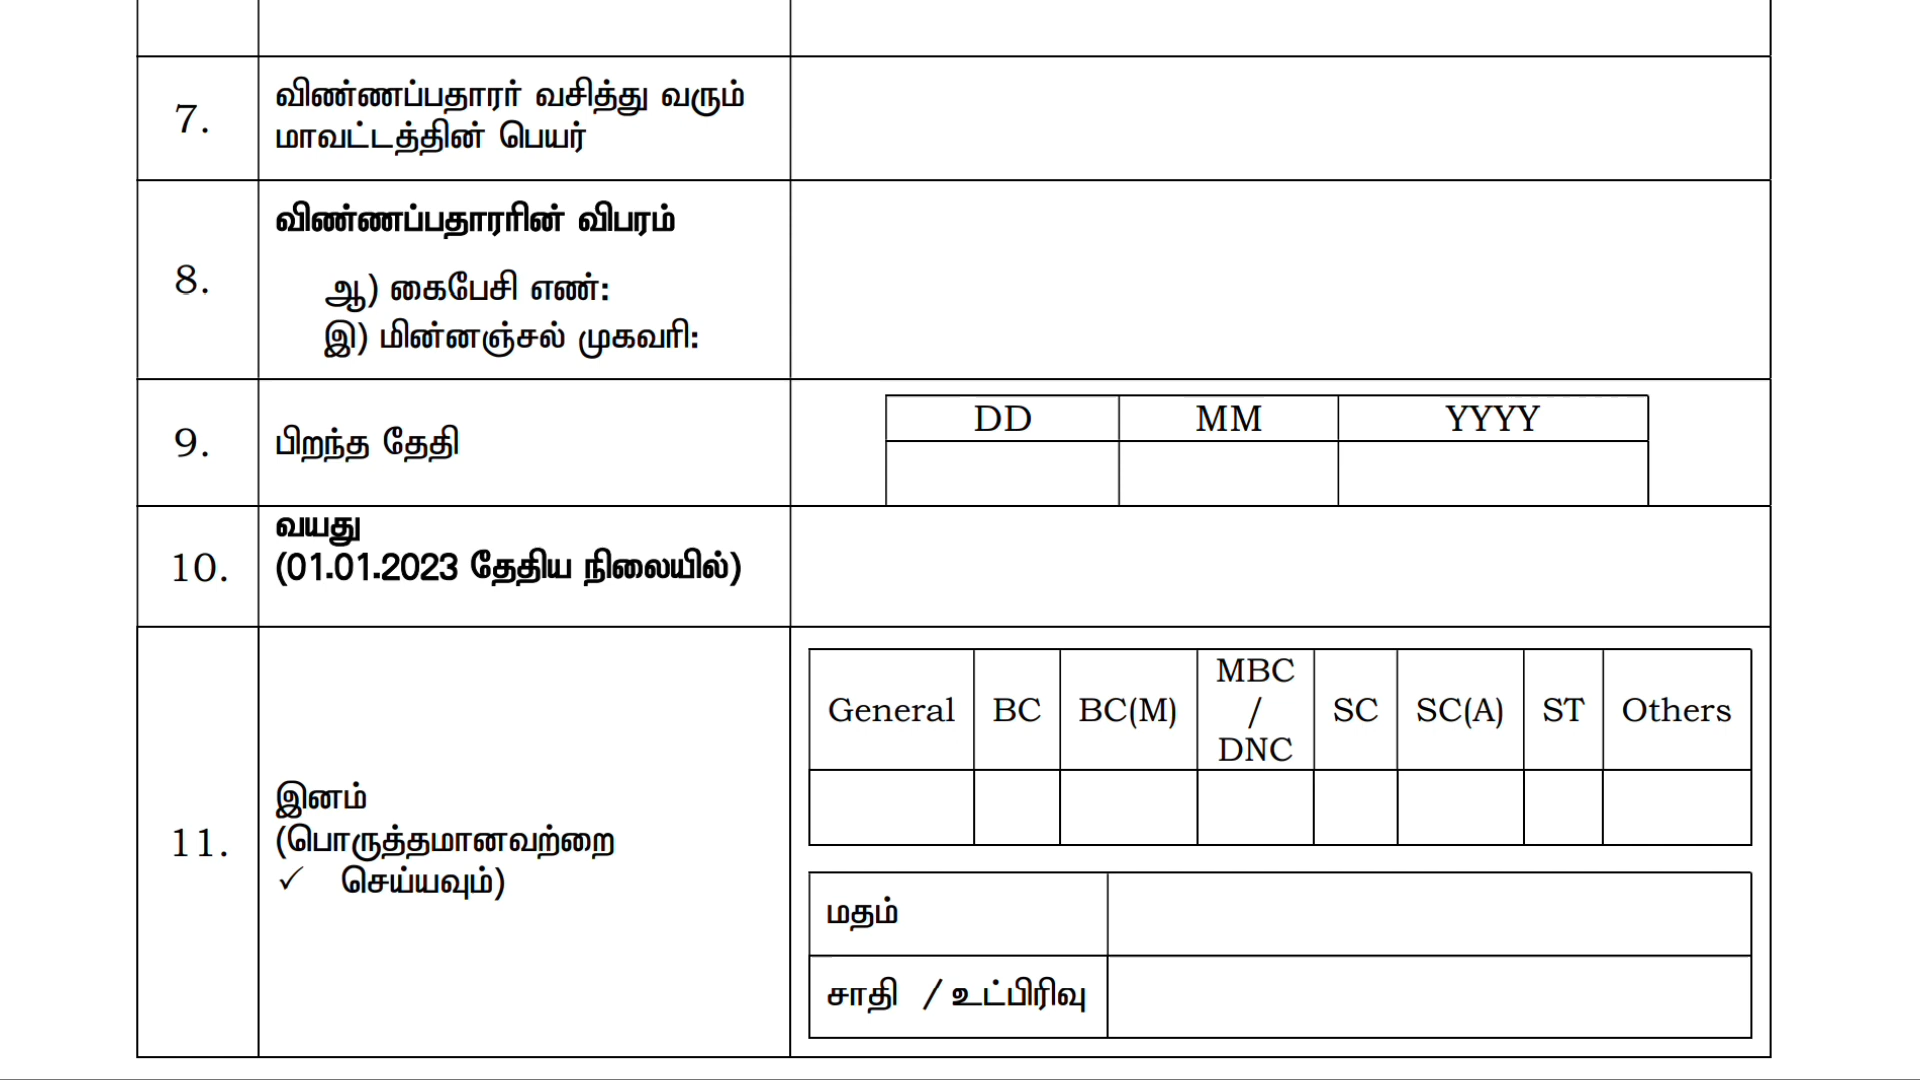 7.
விண்ணப்பதாரர் வசித்து வரும்
மாவட்டத்தின் பெயர்
8.
விண்ணப்பதாரரின் விபரம்
ஆ) கைபேசி எண்:
இ) மின்னஞ்சல் முகவரி:
9.
பிறந்த தேதி
DD MM YYYY
10.
வயது
(01.01.2023 தேதிய நிலையில்)
11.
இனம்
(பொருத்தமானவற்றை
✓ செய்யவும்)
General BC BC(M) MBC / DNC SC SC(A) ST Others
மதம்
சாதி / உட்பிரிவு